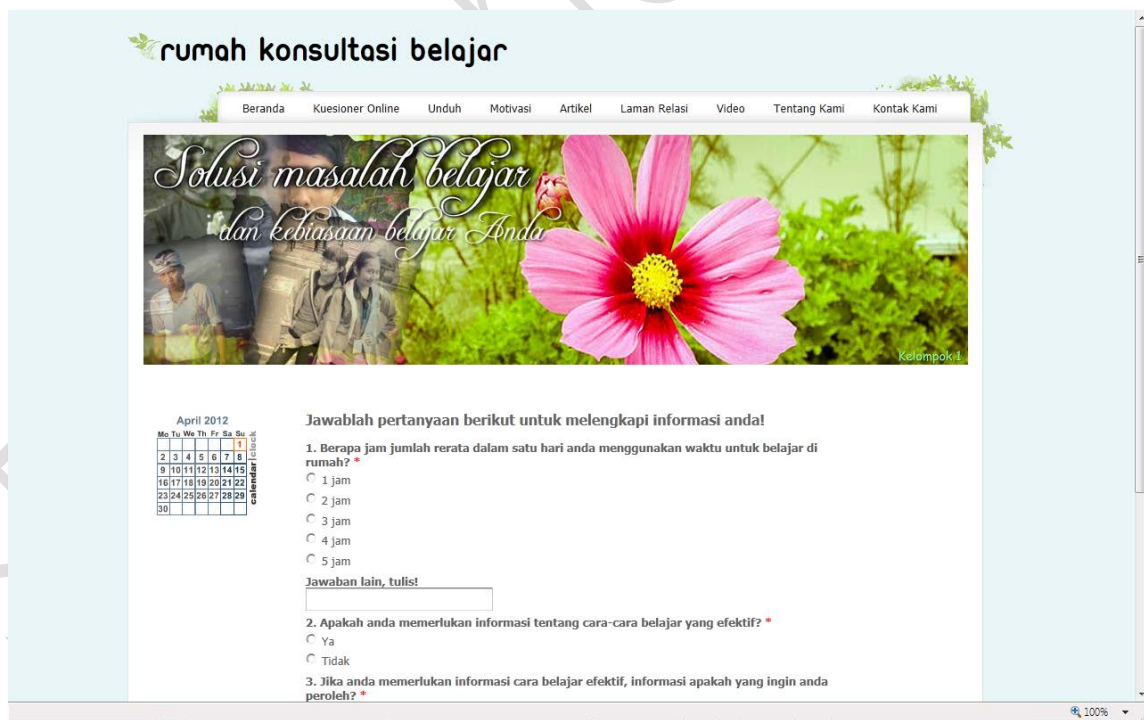 rumah konsultasi belajar
Beranda Kuesioner Online Unduh Motivasi Artikel Laman Relasi Video Tentang Kami Kontak Kami
Solusi masalah belajar
dan kebiasaan belajar Anda
Kelompok 1
April 2012
Mo Tu We Th Fr Sa Su
1
2 3 4 5 6 7 8
9 10 11 12 13 14 15
16 17 18 19 20 21 22
23 24 25 26 27 28 29
30
clock
calendar
Jawablah pertanyaan berikut untuk melengkapi informasi anda!
1. Berapa jam jumlah rerata dalam satu hari anda menggunakan waktu untuk belajar di
rumah? *
1 jam
2 jam
3 jam
4 jam
5 jam
Jawaban lain, tulis!
2. Apakah anda memerlukan informasi tentang cara-cara belajar yang efektif? *
Ya
Tidak
3. Jika anda memerlukan informasi cara belajar efektif, informasi apakah yang ingin anda
peroleh? *
100%